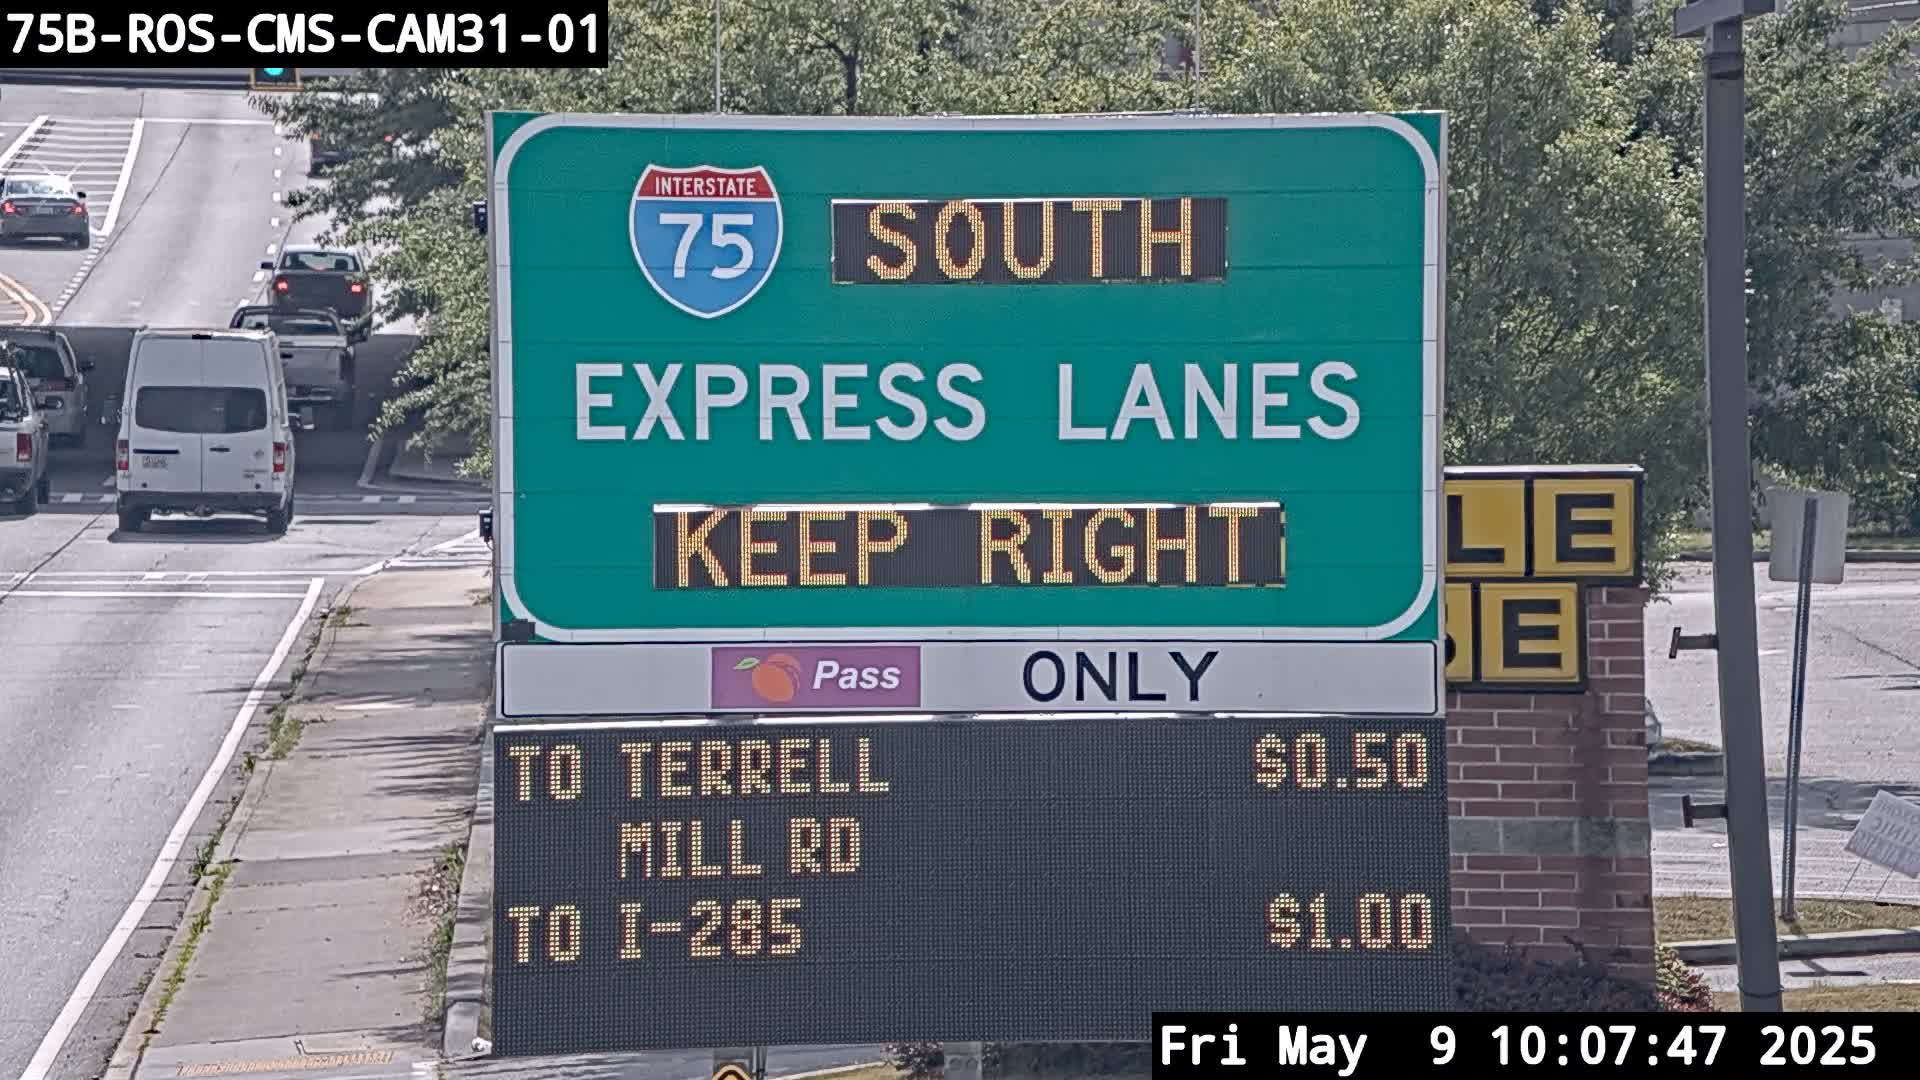 75B-ROS-CMS-CAM31-01
INTERSTATE
75
SOUTH
EXPRESS LANES
KEEP RIGHT
Pass ONLY
TO TERRELL $0.50
MILL RD
TO I-285 $1.00
LE
E
Fri May 9 10:07:47 2025